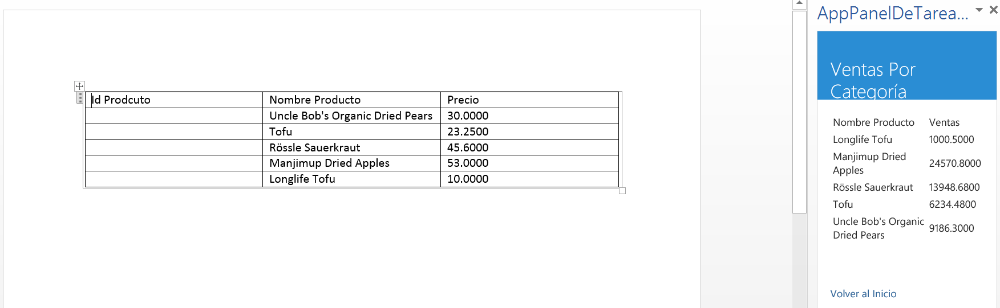 Id Prodcuto Nombre Producto Precio
Uncle Bob's Organic Dried Pears 30.0000
Tofu 23.2500
Rössle Sauerkraut 45.6000
Manjimup Dried Apples 53.0000
Longlife Tofu 10.0000
AppPanelDeTarea...
Ventas Por
Categoría
Nombre Producto Ventas
Longlife Tofu 1000.5000
Manjimup Dried
Apples 24570.8000
Rössle Sauerkraut 13948.6800
Tofu 6234.4800
Uncle Bob's Organic
Dried Pears 9186.3000
Volver al Inicio